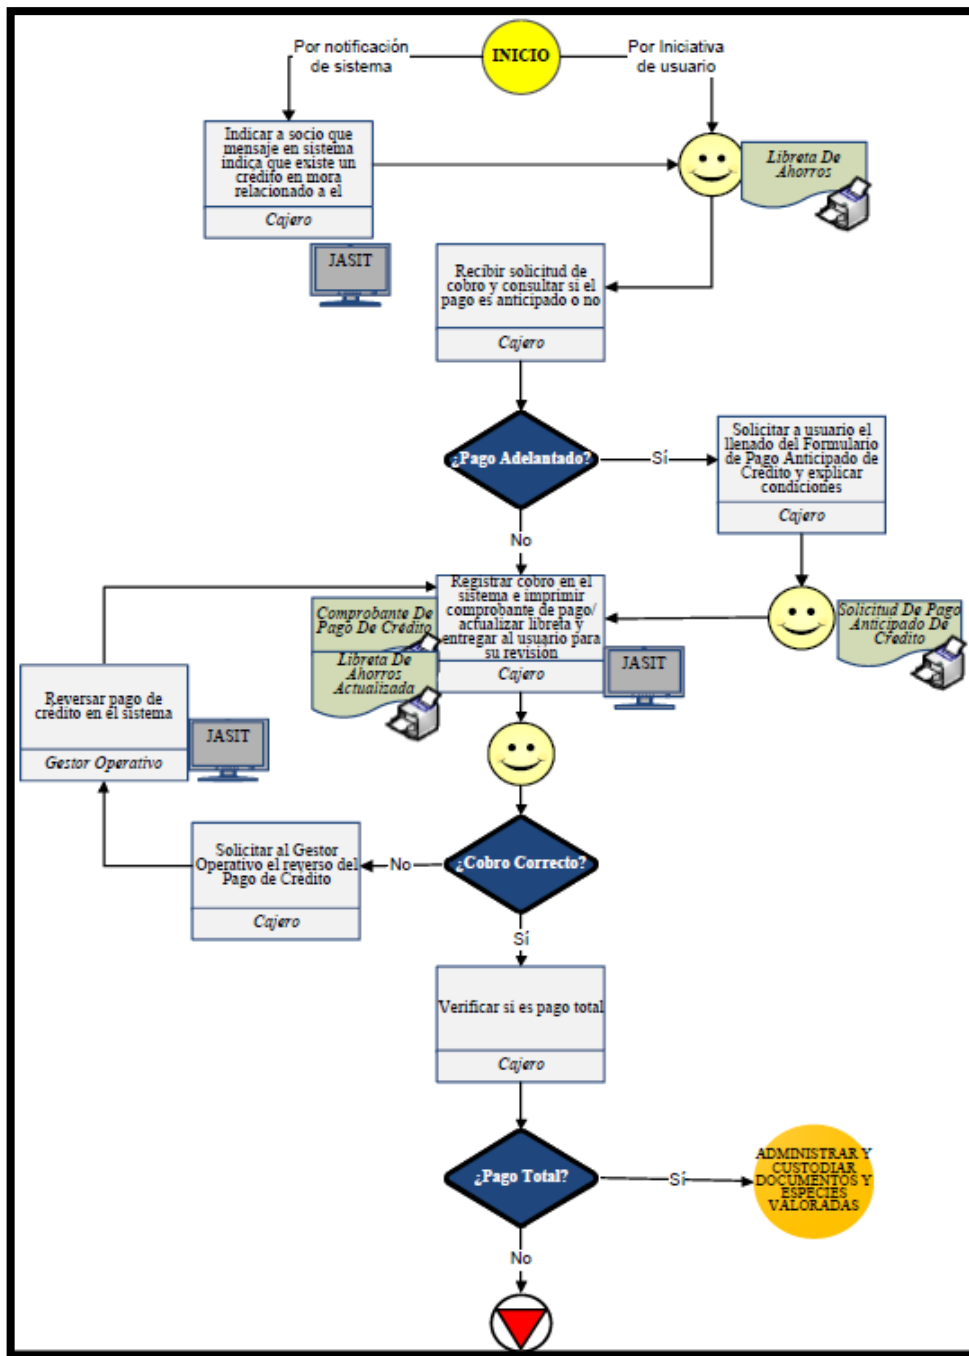 INICIO
Por notificación
de sistema
Por Iniciativa
de usuario
Indicar a socio que
mensaje en sistema
indica que existe un
crédito en mora
relacionado a el
Cajero
JASIT
Libreta De
Ahorros
Recibir solicitud de
cobro y consultar si el
pago es anticipado o no
Cajero
¿Pago Adelantado?
Sí
Solicitar a usuario el
llenado del Formulario
de Pago Anticipado de
Crédito y explicar
condiciones
Cajero
No
Solicitud De Pago
Anticipado De
Crédito
Registrar cobro en el
sistema e imprimir
comprobante de pago/
actualizar libreta y
entregar al usuario para
su revisión
Cajero
JASIT
Comprobante De
Pago De Crédito
Libreta De
Ahorros
Actualizada
Reversar pago de
crédito en el sistema
Gestor Operativo
JASIT
¿Cobro Correcto?
No
Solicitar al Gestor
Operativo el reverso del
Pago de Crédito
Cajero
Sí
Verificar si es pago total
Cajero
¿Pago Total?
Sí
ADMINISTRAR Y
CUSTODIAR
DOCUMENTOS Y
ESPECIES
VALORADAS
No